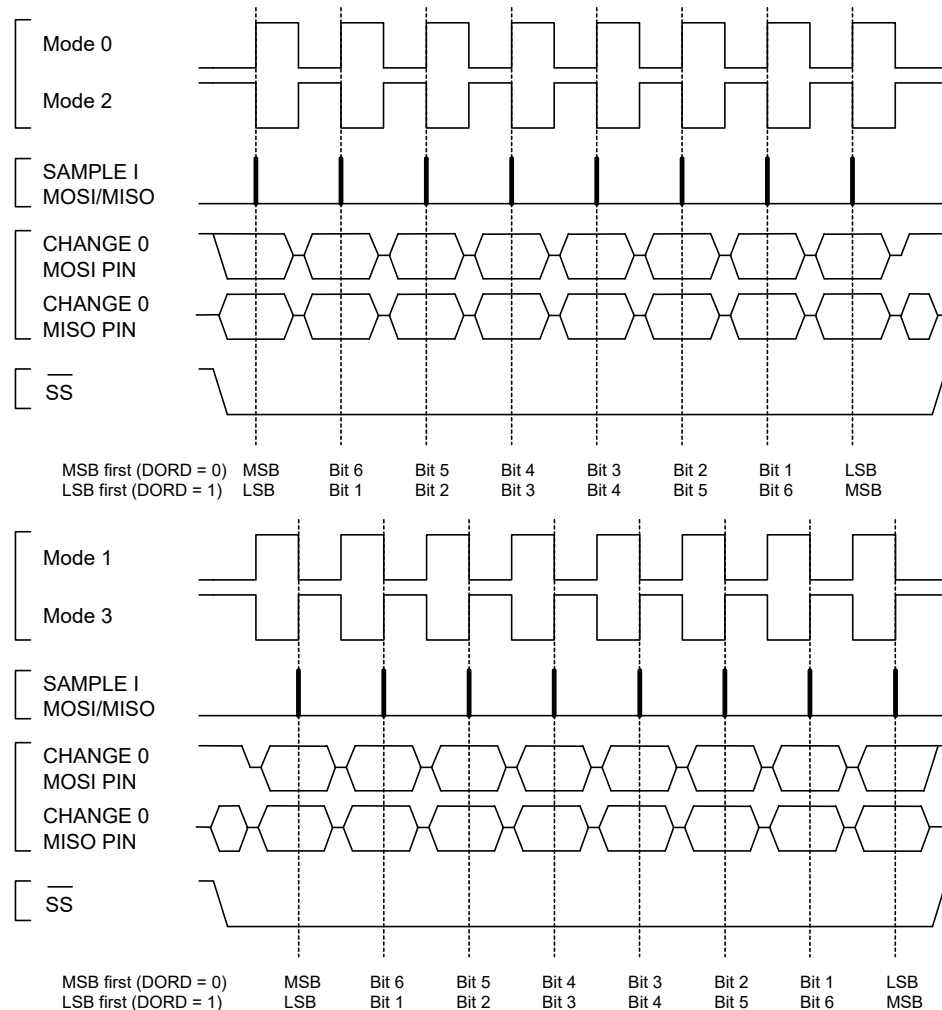 Mode 0
Mode 2
SAMPLE I
MOSI/MISO
CHANGE 0
MOSI PIN
CHANGE 0
MISO PIN
SS
MSB first (DORD = 0) MSB Bit 6 Bit 5 Bit 4 Bit 3 Bit 2 Bit 1 LSB
LSB first (DORD = 1) LSB Bit 1 Bit 2 Bit 3 Bit 4 Bit 5 Bit 6 MSB
Mode 1
Mode 3
SAMPLE I
MOSI/MISO
CHANGE 0
MOSI PIN
CHANGE 0
MISO PIN
SS
MSB first (DORD = 0) MSB Bit 6 Bit 5 Bit 4 Bit 3 Bit 2 Bit 1 LSB
LSB first (DORD = 1) LSB Bit 1 Bit 2 Bit 3 Bit 4 Bit 5 Bit 6 MSB